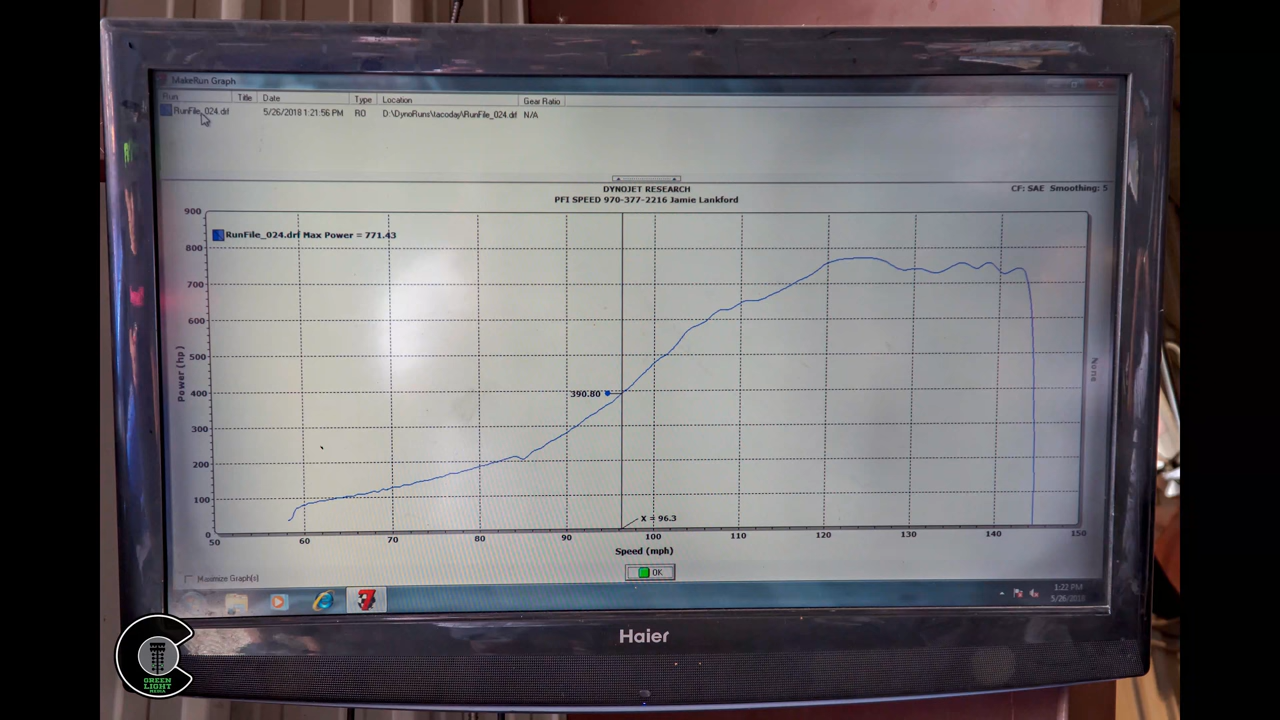 MakeRun Graph
Run Title Date Type Location Gear Ratio
RunFile_024.drf 5/26/2018 1:21:56 PM RO D:\DynoRuns\tacoday\RunFile_024.drf N/A
DYNOJET RESEARCH
CF: SAE Smoothing: 5
PFI SPEED 970-377-2216 Jamie Lankford
900
RunFile_024.drf Max Power = 771.43
800
700
600
500
400
300
200
100
0
Power (hp)
None
390.80
X = 96.3
50 60 70 80 90 100 110 120 130 140 150
Speed (mph)
OK
Maximize Graph(s)
1:22 PM
5/26/2018
Haier
GREEN
LIGHT
MEDIA